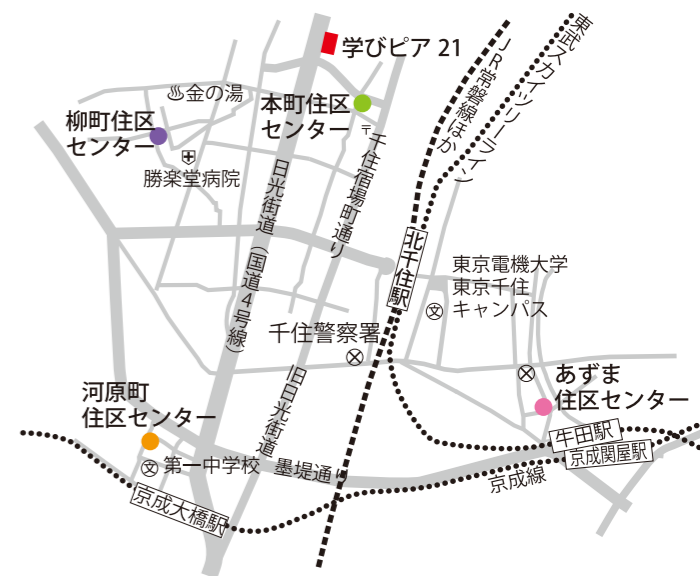 学びピア 21
♨金の湯
本町住区
センター
柳町住区
センター
〒
勝楽堂病院
千住宿場町通り
日光街道（国道4号線）
JR常磐線ほか
東武スカイツリーライン
北千住駅
東京電機大学
東京千住
キャンパス
文
千住警察署
旧日光街道
あずま
住区センター
河原町
住区センター
文 第一中学校
墨堤通り
牛田駅
京成関屋駅
京成線
京成大橋駅